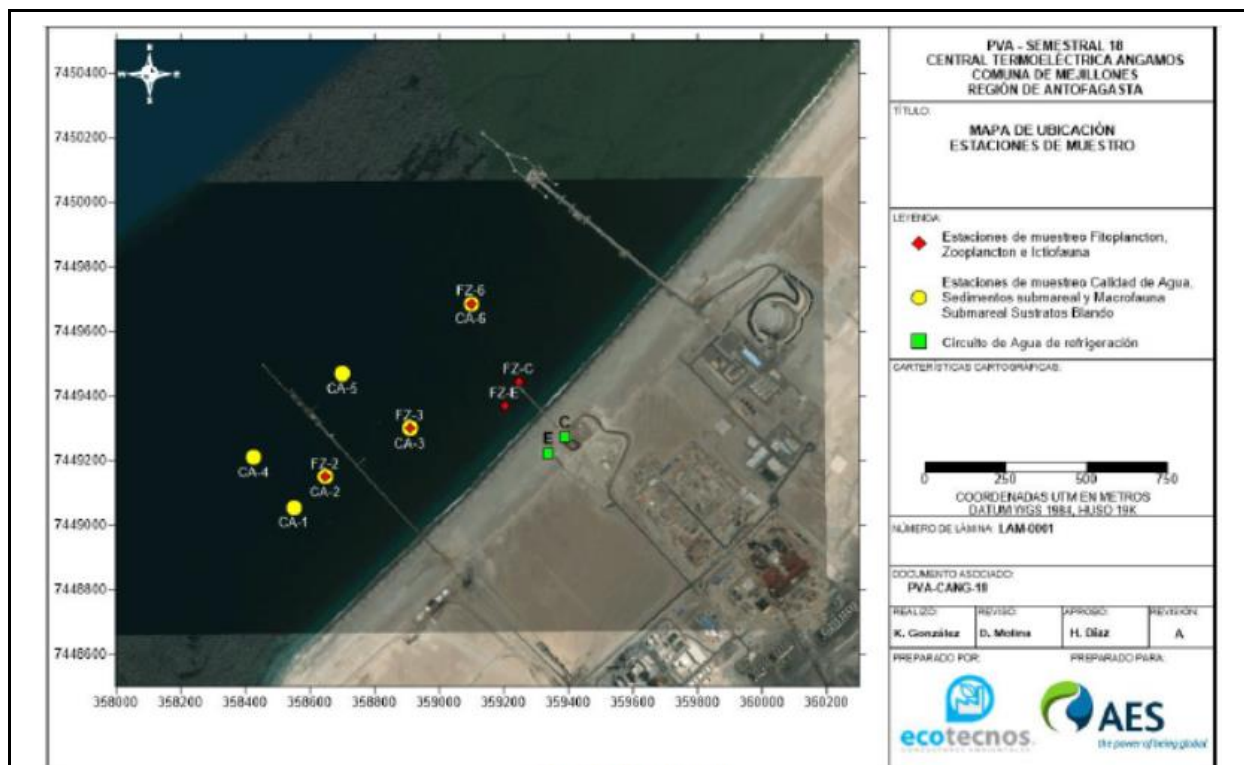 PVA - SEMESTRAL 18
CENTRAL TERMOELÉCTRICA ANGAMOS
COMUNA DE MEJILLONES
REGIÓN DE ANTOFAGASTA
TÍTULO:
MAPA DE UBICACIÓN
ESTACIONES DE MUESTRO
LEYENDA:
Estaciones de muestreo Fitoplancton,
Zooplancton e Ictiofauna
Estaciones de muestreo Calidad de Agua,
Sedimentos submareal y Macrofauna
Submareal Sustratos Blando
Circuito de Agua de refrigeración
CARTERÍSTICAS CARTOGRÁFICAS:
0 250 500 750
COORDENADAS UTM EN METROS
DATUM WGS 1984, HUSO 19K
NÚMERO DE LÁMINA: LAM-0001
DOCUMENTO ASOCIADO:
PVA-CANG-18
REALIZO: REVISO: APROBO: REVISIÓN:
K. González D. Molina H. Díaz A
PREPARADO POR: PREPARADO PARA:
ecotecnos
AES
the power of being global
7450400
7450200
7450000
7449800
7449600
7449400
7449200
7449000
7448800
7448600
358000 358200 358400 358600 358800 359000 359200 359400 359600 359800 360000 360200
FZ-6
CA-6
CA-5
FZ-C
FZ-E
FZ-3
CA-3
C
E
CA-4
FZ-2
CA-2
CA-1